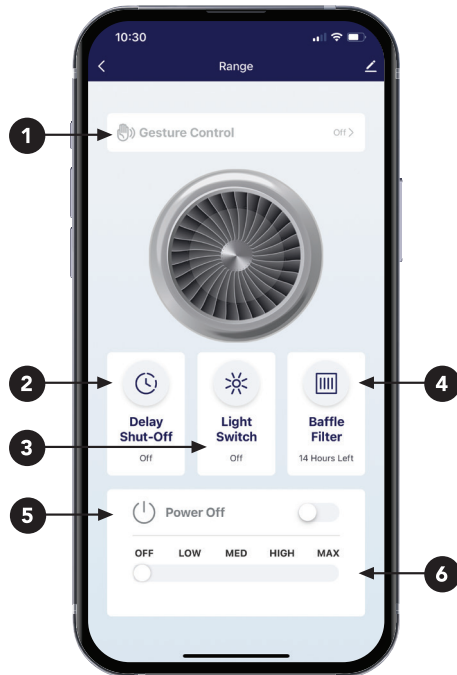 10:30
Range
1
Gesture Control Off
2
4
Delay
Shut-Off
Off
3
Light
Switch
Off
Baffle
Filter
14 Hours Left
5
Power Off
OFF LOW MED HIGH MAX
6